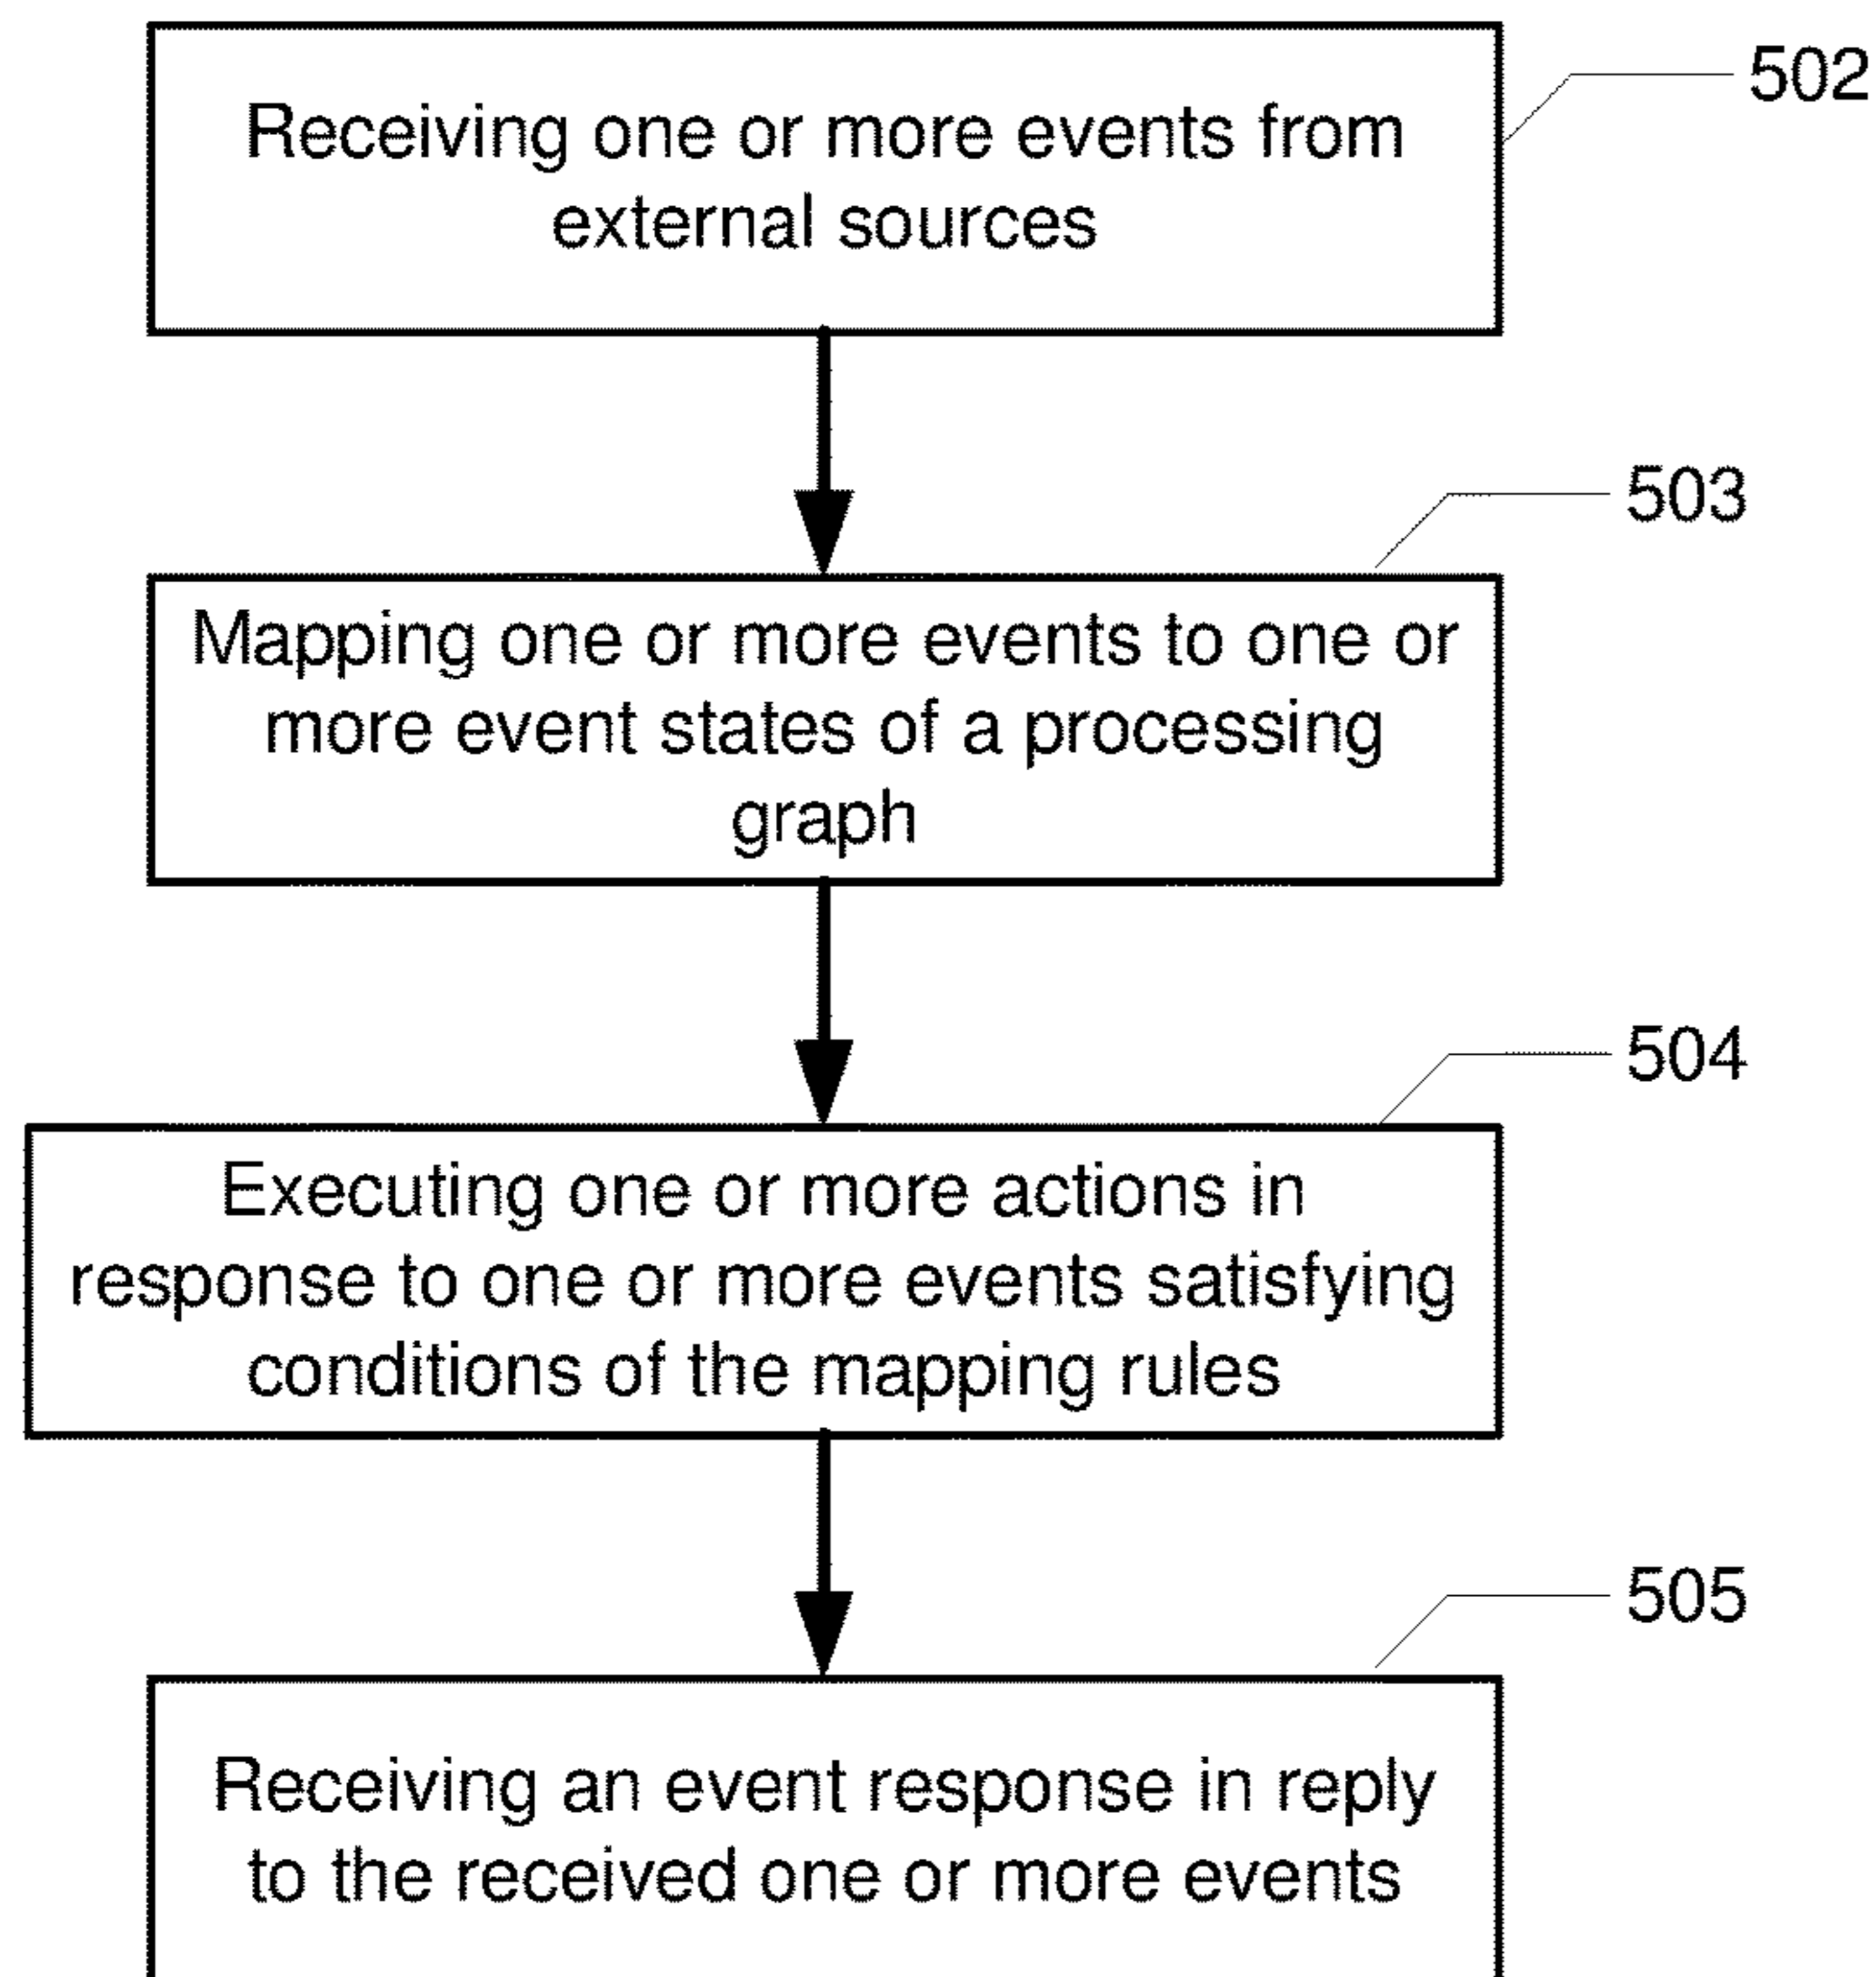 502
Receiving one or more events from
external sources
503
Mapping one or more events to one or
more event states of a processing
graph
504
Executing one or more actions in
response to one or more events satisfying
conditions of the mapping rules
505
Receiving an event response in reply
to the received one or more events